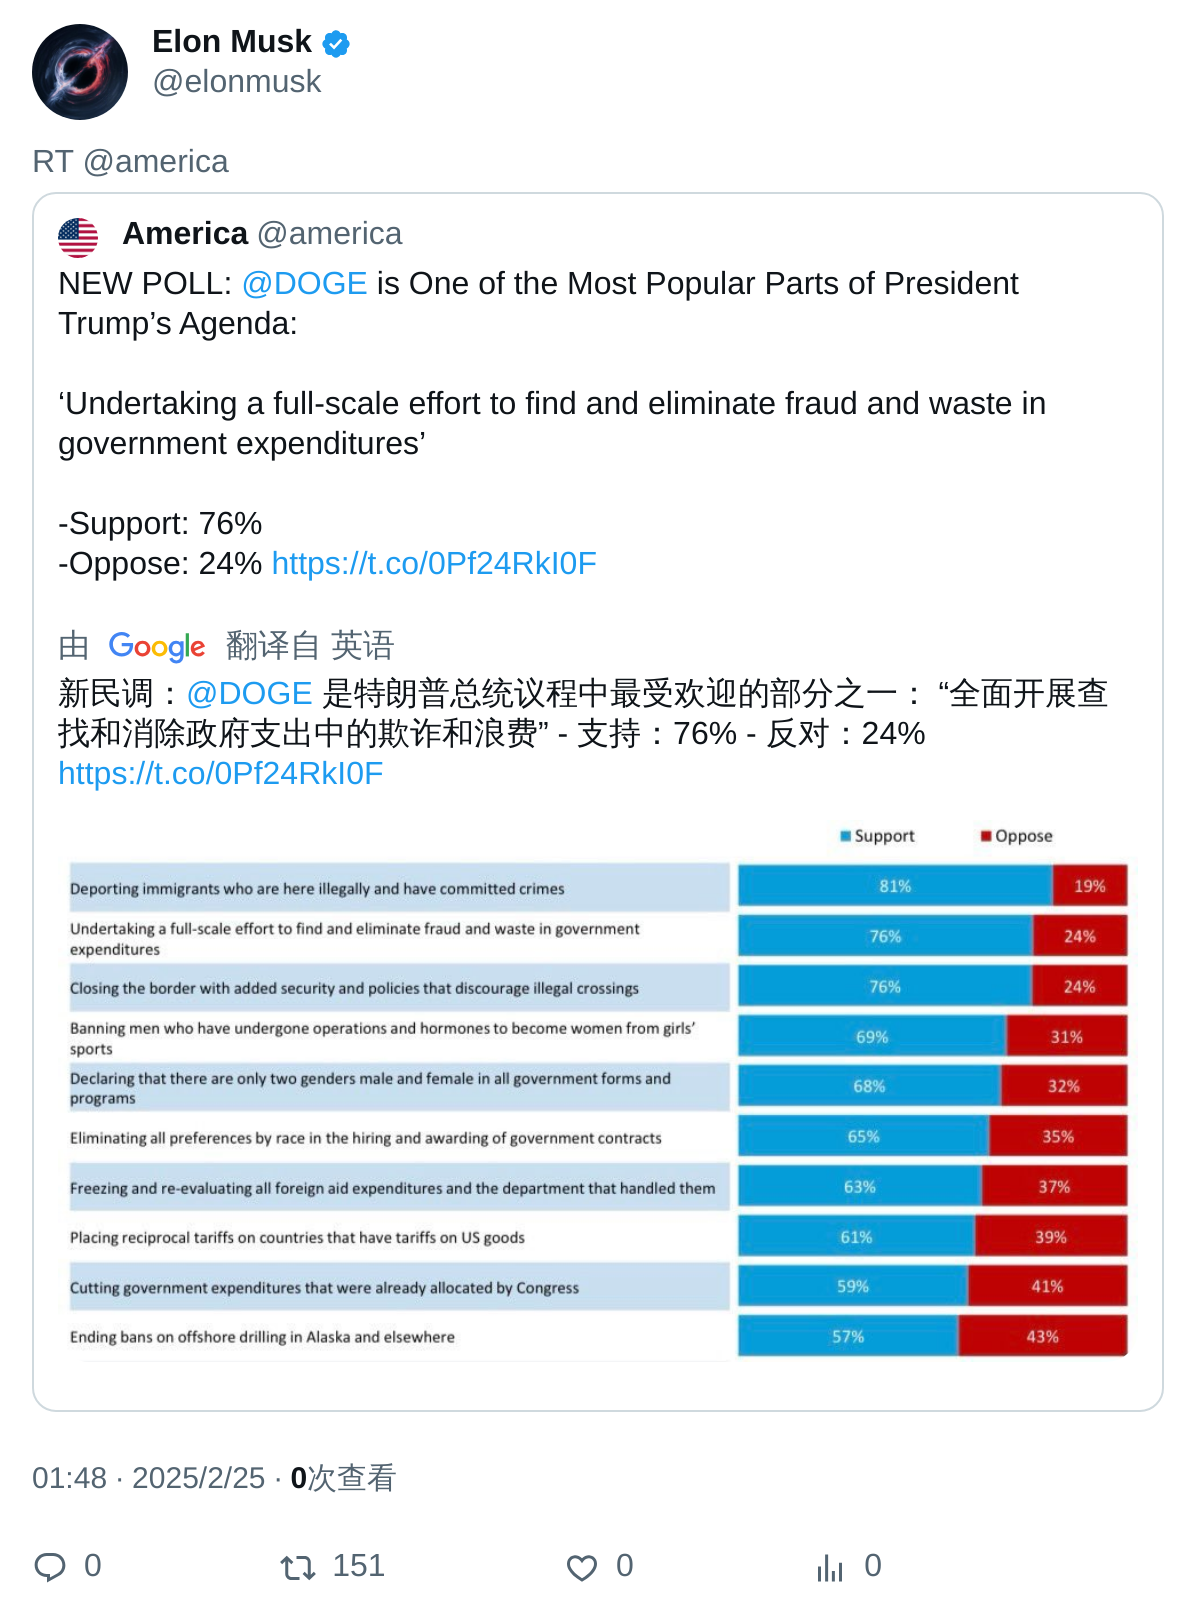 Elon Musk
@elonmusk
RT @america
America @america
NEW POLL: @DOGE is One of the Most Popular Parts of President
Trump’s Agenda:
‘Undertaking a full-scale effort to find and eliminate fraud and waste in
government expenditures’
-Support: 76%
-Oppose: 24% https://t.co/0Pf24RkI0F
由 Google 翻译自 英语
新民调：@DOGE 是特朗普总统议程中最受欢迎的部分之一： “全面开展查
找和消除政府支出中的欺诈和浪费” - 支持：76% - 反对：24%
https://t.co/0Pf24RkI0F
Support Oppose
Deporting immigrants who are here illegally and have committed crimes 81% 19%
Undertaking a full-scale effort to find and eliminate fraud and waste in government
expenditures 76% 24%
Closing the border with added security and policies that discourage illegal crossings 76% 24%
Banning men who have undergone operations and hormones to become women from girls’
sports 69% 31%
Declaring that there are only two genders male and female in all government forms and
programs 68% 32%
Eliminating all preferences by race in the hiring and awarding of government contracts 65% 35%
Freezing and re-evaluating all foreign aid expenditures and the department that handled them 63% 37%
Placing reciprocal tariffs on countries that have tariffs on US goods 61% 39%
Cutting government expenditures that were already allocated by Congress 59% 41%
Ending bans on offshore drilling in Alaska and elsewhere 57% 43%
01:48 · 2025/2/25 · 0次查看
0 151 0 0